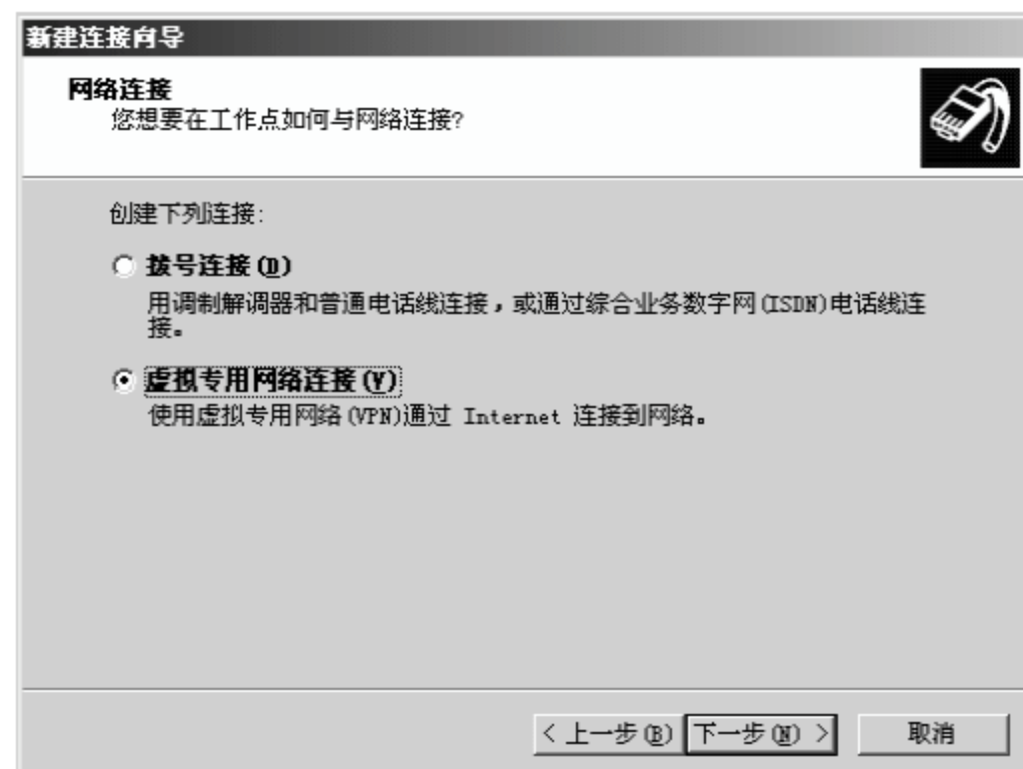 新建连接向导
网络连接
您想要在工作点如何与网络连接?
创建下列连接:
拨号连接(D)
用调制解调器和普通电话线连接，或通过综合业务数字网(ISDN)电话线连
接。
虚拟专用网络连接(V)
使用虚拟专用网络(VPN)通过 Internet 连接到网络。
< 上一步(B) 下一步(N) > 取消